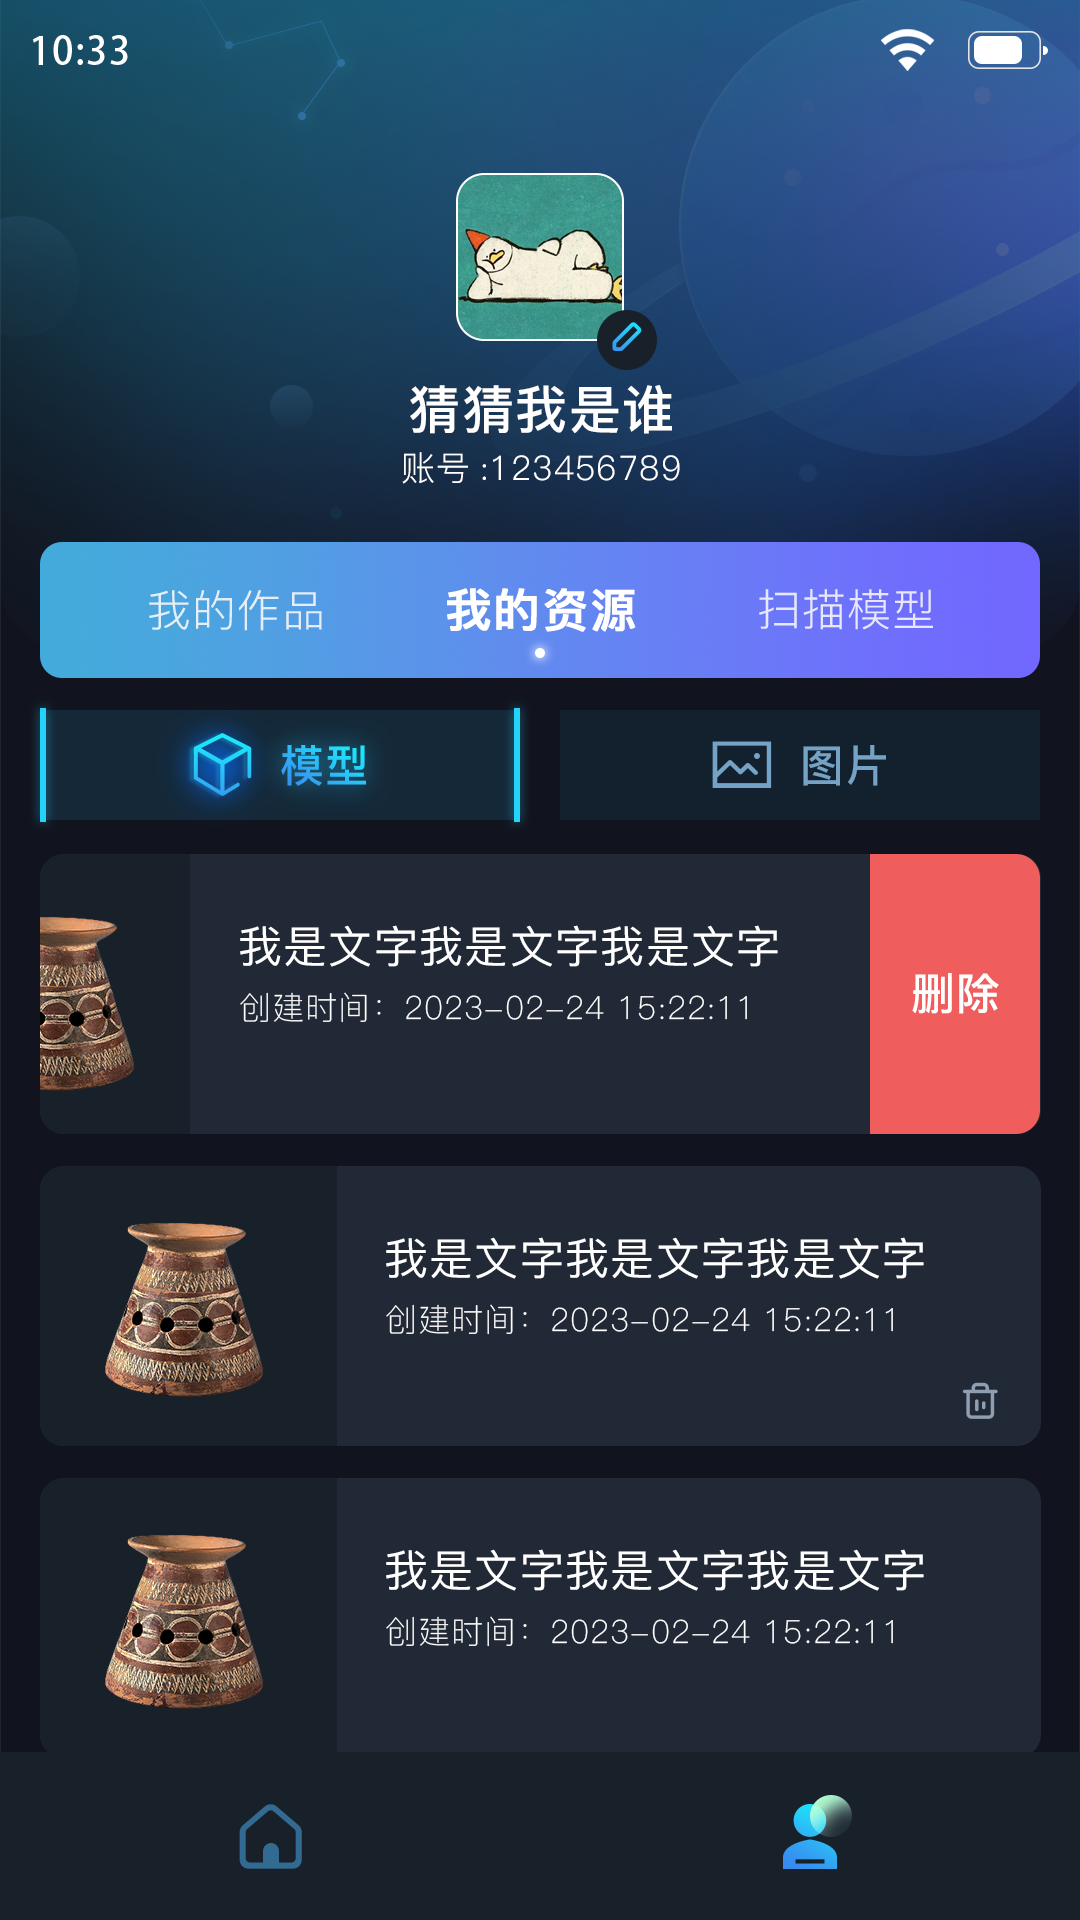 10:33
猜猜我是谁
账号 :123456789
我的作品 我的资源 扫描模型
模型 图片
我是文字我是文字我是文字
创建时间：2023-02-24 15:22:11
删除
我是文字我是文字我是文字
创建时间：2023-02-24 15:22:11
我是文字我是文字我是文字
创建时间：2023-02-24 15:22:11